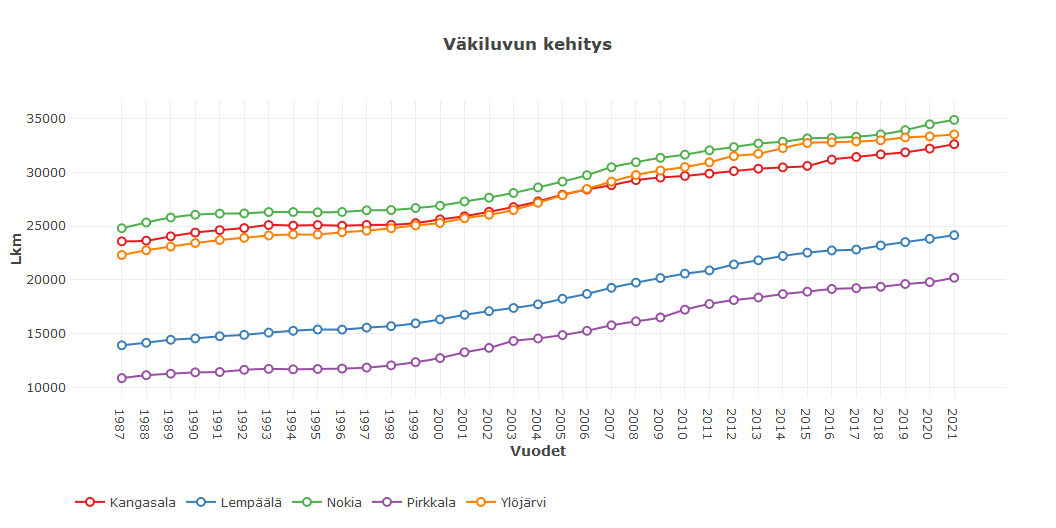 Väkiluvun kehitys
35000
30000
25000
20000
15000
10000
Lkm
1987 1988 1989 1990 1991 1992 1993 1994 1995 1996 1997 1998 1999 2000 2001 2002 2003 2004 2005 2006 2007 2008 2009 2010 2011 2012 2013 2014 2015 2016 2017 2018 2019 2020 2021
Vuodet
Kangasala Lempäälä Nokia Pirkkala Ylöjärvi